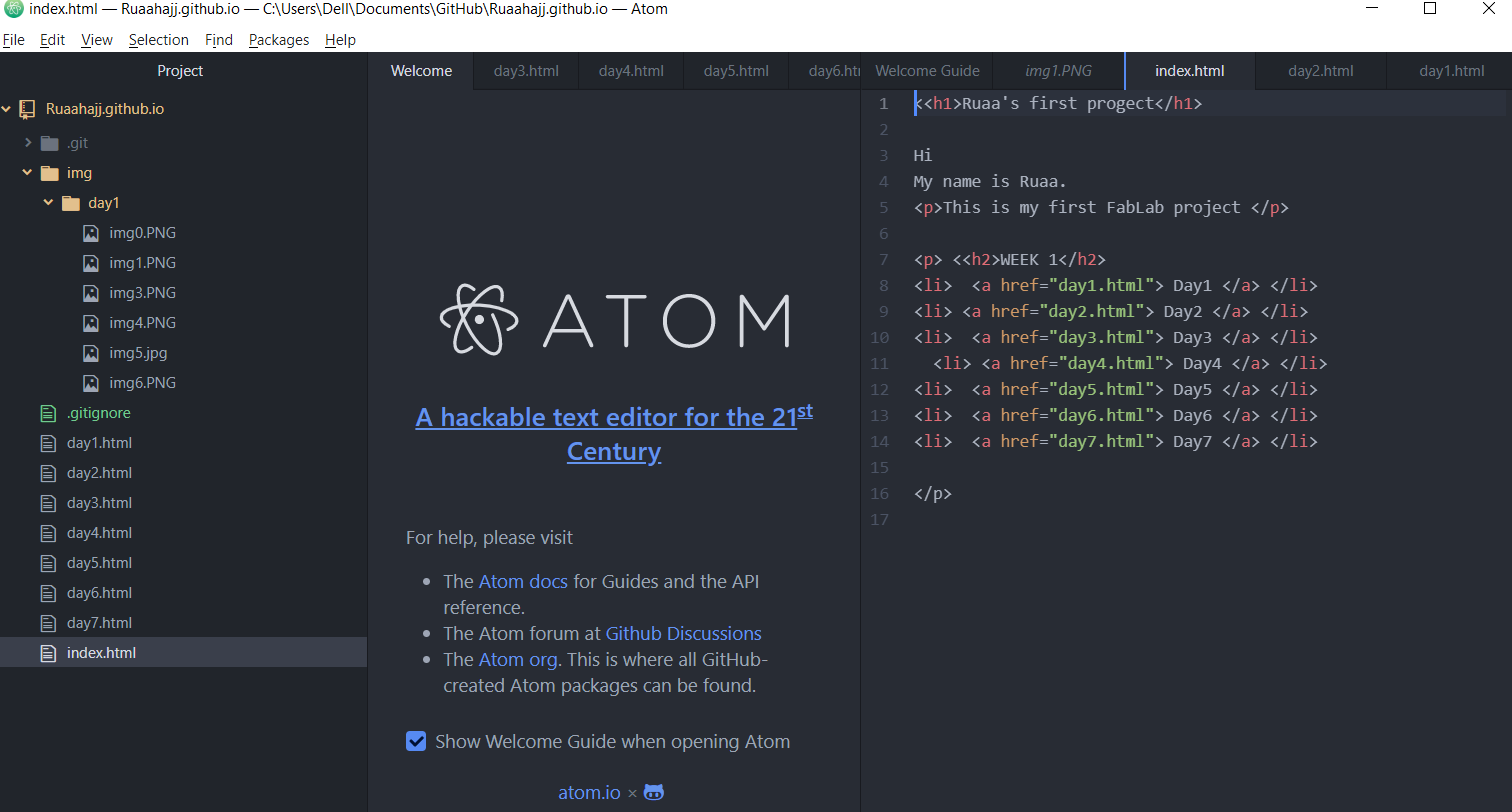 index.html — Ruaahajj.github.io — C:\Users\Dell\Documents\GitHub\Ruaahajj.github.io — Atom
File Edit View Selection Find Packages Help
Project
Ruaahajj.github.io
.git
img
day1
img0.PNG
img1.PNG
img3.PNG
img4.PNG
img5.jpg
img6.PNG
.gitignore
day1.html
day2.html
day3.html
day4.html
day5.html
day6.html
day7.html
index.html
Welcome day3.html day4.html day5.html day6.ht
ATOM
A hackable text editor for the 21st
Century
For help, please visit
The Atom docs for Guides and the API
reference.
The Atom forum at Github Discussions
The Atom org. This is where all GitHub-
created Atom packages can be found.
Show Welcome Guide when opening Atom
atom.io ×
Welcome Guide img1.PNG index.html day2.html day1.html
1 <<h1>Ruaa's first progect</h1>
2
3 Hi
4 My name is Ruaa.
5 <p>This is my first FabLab project </p>
6
7 <p> <<h2>WEEK 1</h2>
8 <li>  <a href="day1.html"> Day1 </a> </li>
9 <li> <a href="day2.html"> Day2 </a> </li>
10 <li>  <a href="day3.html"> Day3 </a> </li>
11   <li> <a href="day4.html"> Day4 </a> </li>
12 <li>  <a href="day5.html"> Day5 </a> </li>
13 <li>  <a href="day6.html"> Day6 </a> </li>
14 <li>  <a href="day7.html"> Day7 </a> </li>
15
16 </p>
17